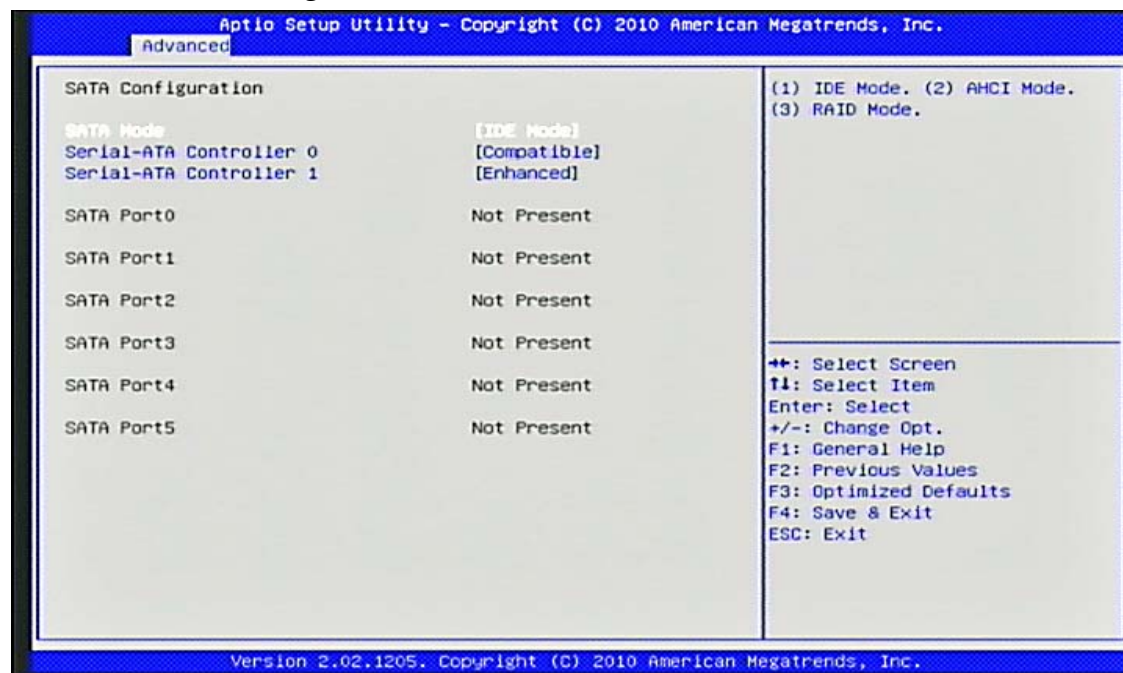 Aptio Setup Utility – Copyright (C) 2010 American Megatrends, Inc.
Advanced
SATA Configuration
SATA Mode [IDE Mode]
Serial-ATA Controller 0 [Compatible]
Serial-ATA Controller 1 [Enhanced]
SATA Port0 Not Present
SATA Port1 Not Present
SATA Port2 Not Present
SATA Port3 Not Present
SATA Port4 Not Present
SATA Port5 Not Present
(1) IDE Mode. (2) AHCI Mode.
(3) RAID Mode.
→←: Select Screen
↑↓: Select Item
Enter: Select
+/-: Change Opt.
F1: General Help
F2: Previous Values
F3: Optimized Defaults
F4: Save & Exit
ESC: Exit
Version 2.02.1205. Copyright (C) 2010 American Megatrends, Inc.